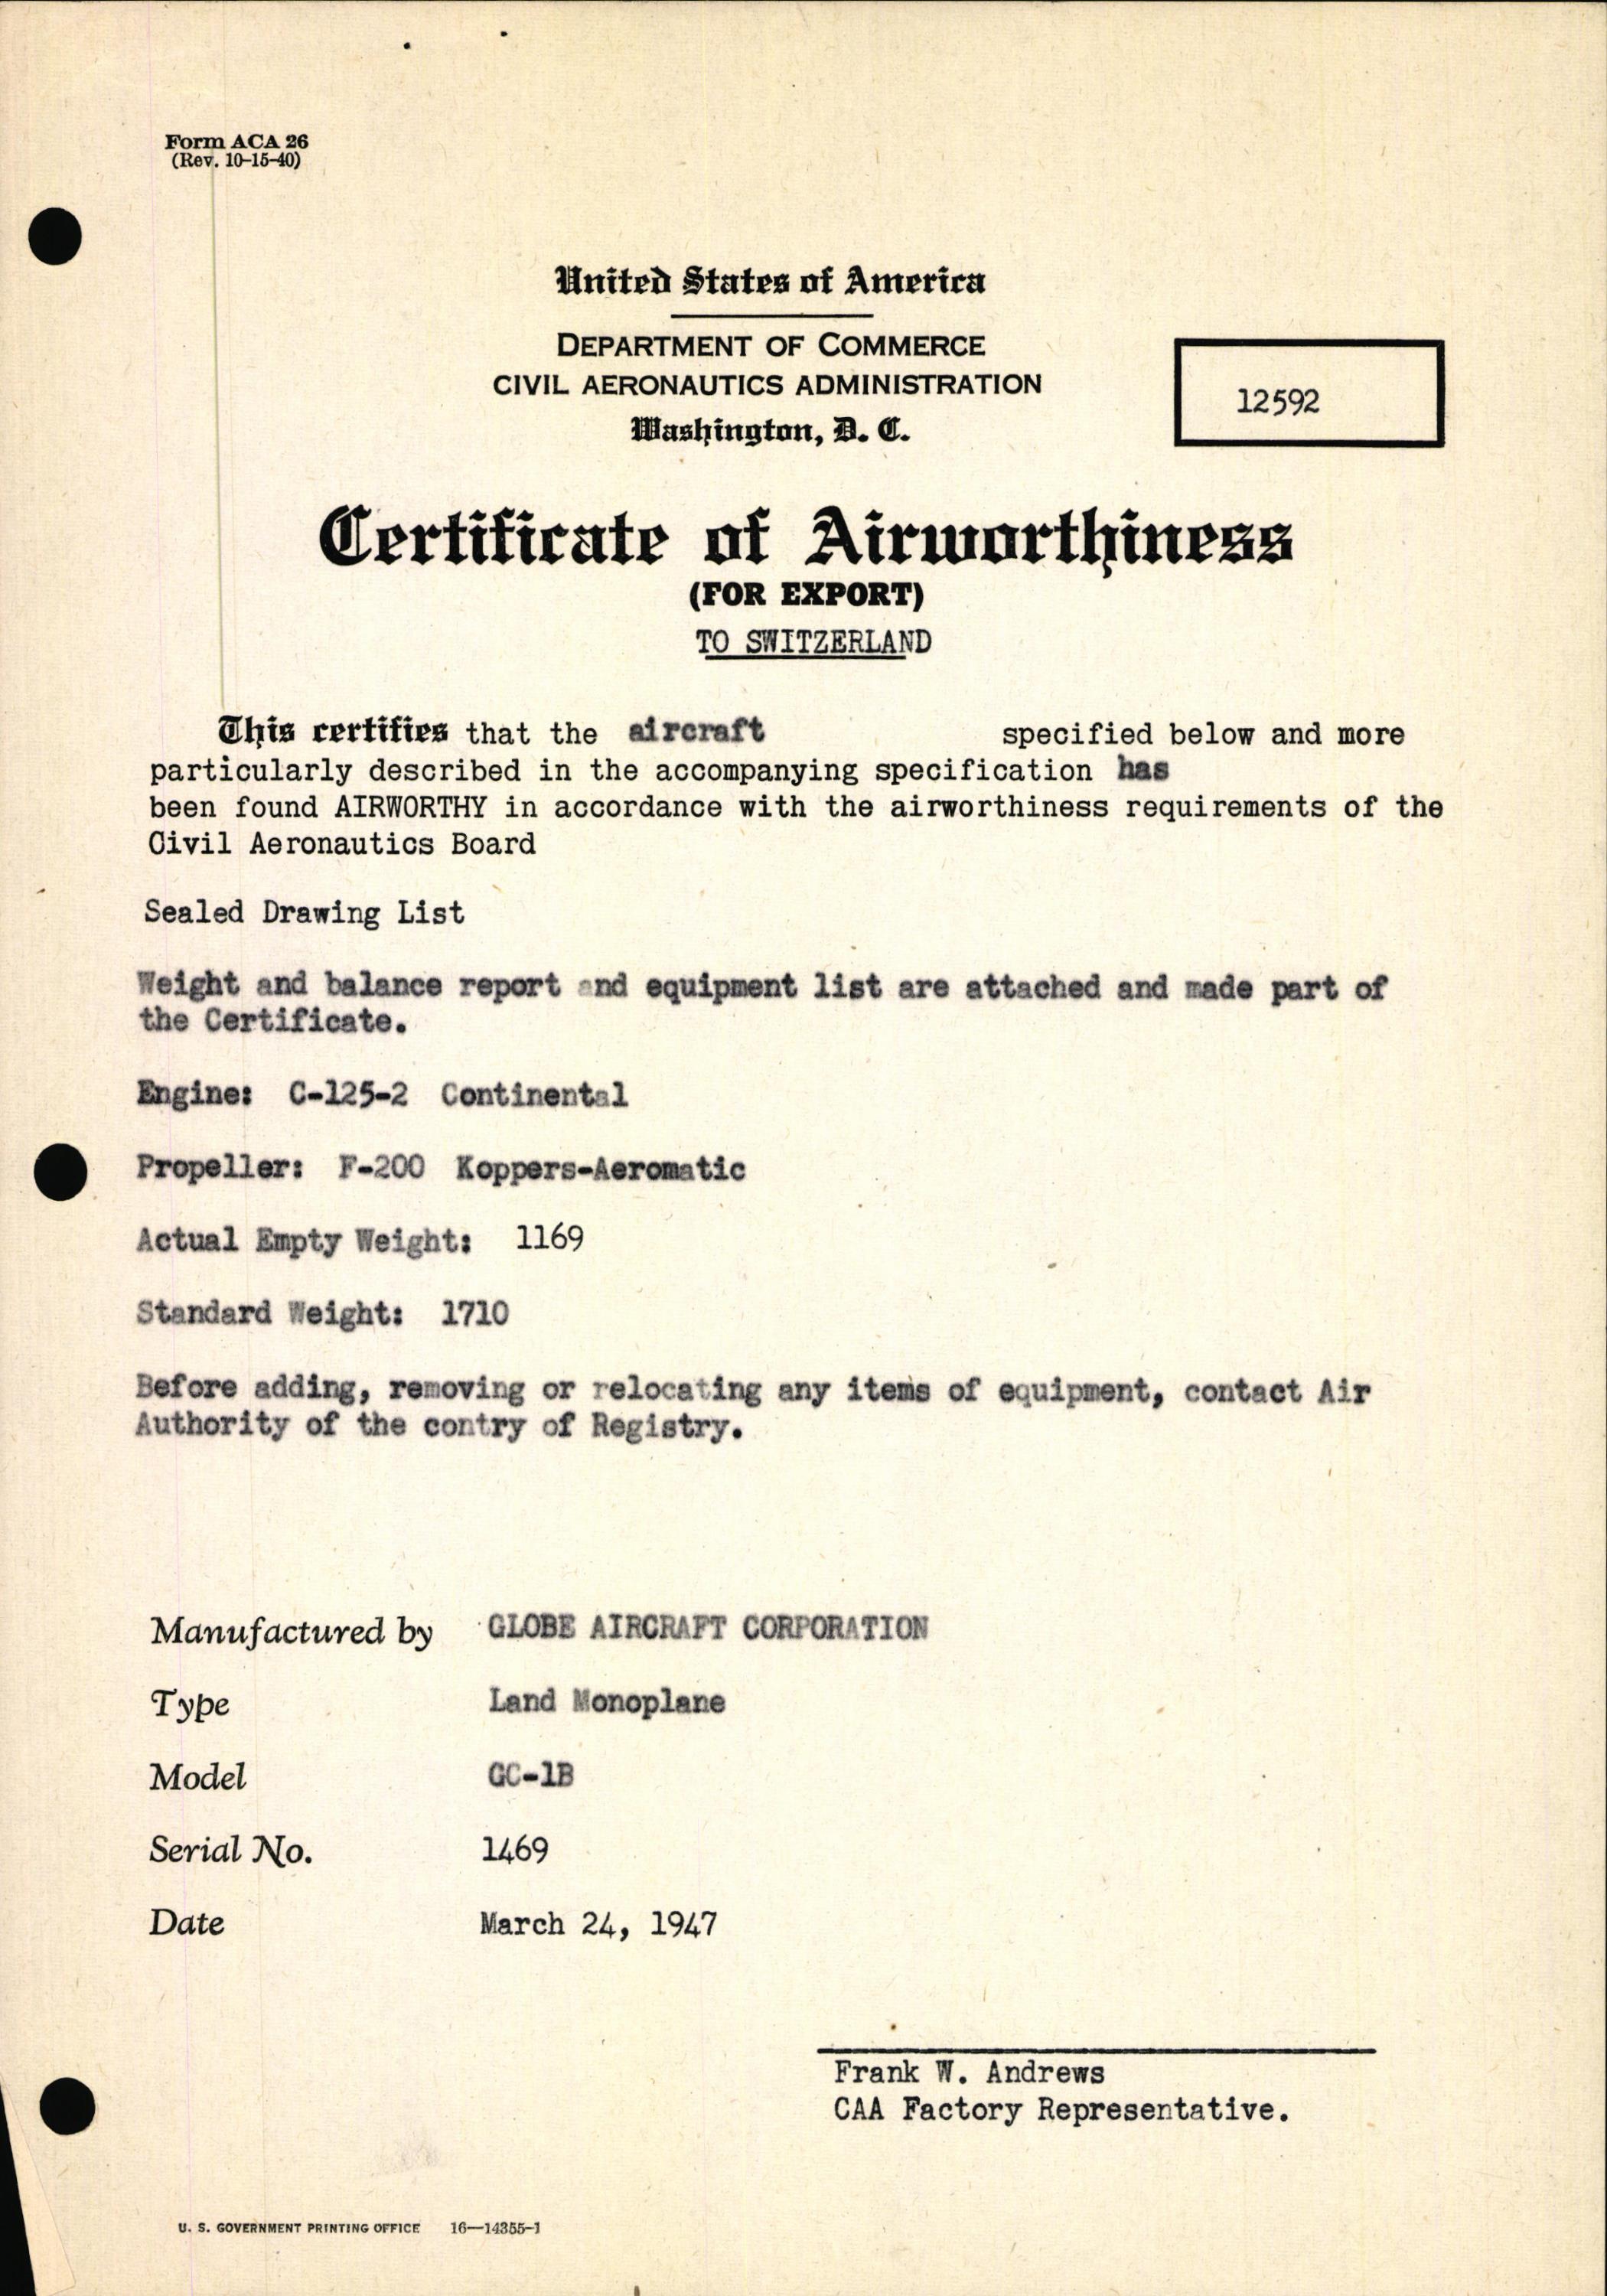 Form ACA 26
(Rev. 10-15-40)
United States of America
DEPARTMENT OF COMMERCE
CIVIL AERONAUTICS ADMINISTRATION
Washington, D. C.
12592
Certificate of Airworthiness
(FOR EXPORT)
TO SWITZERLAND
This certifies that the aircraft specified below and more
particularly described in the accompanying specification has
been found AIRWORTHY in accordance with the airworthiness requirements of the
Civil Aeronautics Board
Sealed Drawing List
Weight and balance report and equipment list are attached and made part of
the Certificate.
Engine: C-125-2 Continental
Propeller: F-200 Koppers-Aeromatic
Actual Empty Weight: 1169
Standard Weight: 1710
Before adding, removing or relocating any items of equipment, contact Air
Authority of the contry of Registry.
Manufactured by GLOBE AIRCRAFT CORPORATION
Type Land Monoplane
Model GC-1B
Serial No. 1469
Date March 24, 1947
Frank W. Andrews
CAA Factory Representative.
U. S. GOVERNMENT PRINTING OFFICE 16—14355-1